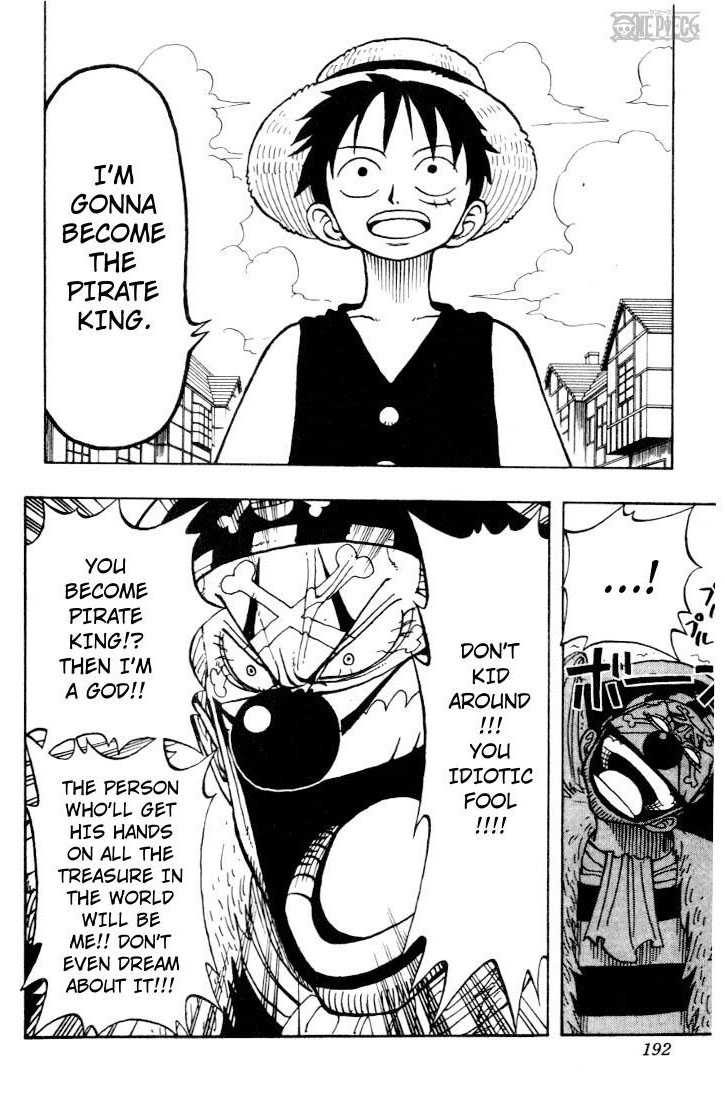 ONE PIECE
I'M
GONNA
BECOME
THE
PIRATE
KING.
...!
DON'T
KID
AROUND
!!!
YOU
IDIOTIC
FOOL
!!!!
YOU
BECOME
PIRATE
KING!?
THEN I'M
A GOD!!
THE PERSON
WHO'LL GET
HIS HANDS
ON ALL THE
TREASURE IN
THE WORLD
WILL BE
ME!! DON'T
EVEN DREAM
ABOUT IT!!!
192